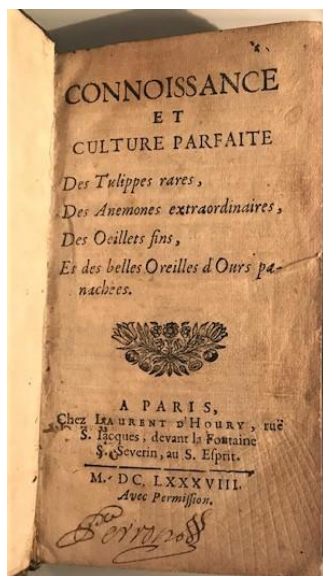 CONNOISSANCE
ET
CULTURE PARFAITE
Des Tulippes rares,
Des Anemones extraordinaires,
Des Oeillets fins,
Et des belles Oreilles d'Ours pa-
nachées.
A PARIS,
Chez LAURENT D'HOURY, ruë
S. Jacques, devant la Fontaine
S. Severin, au S. Esprit.
M. DC. LXXXVIII.
Avec Permission.